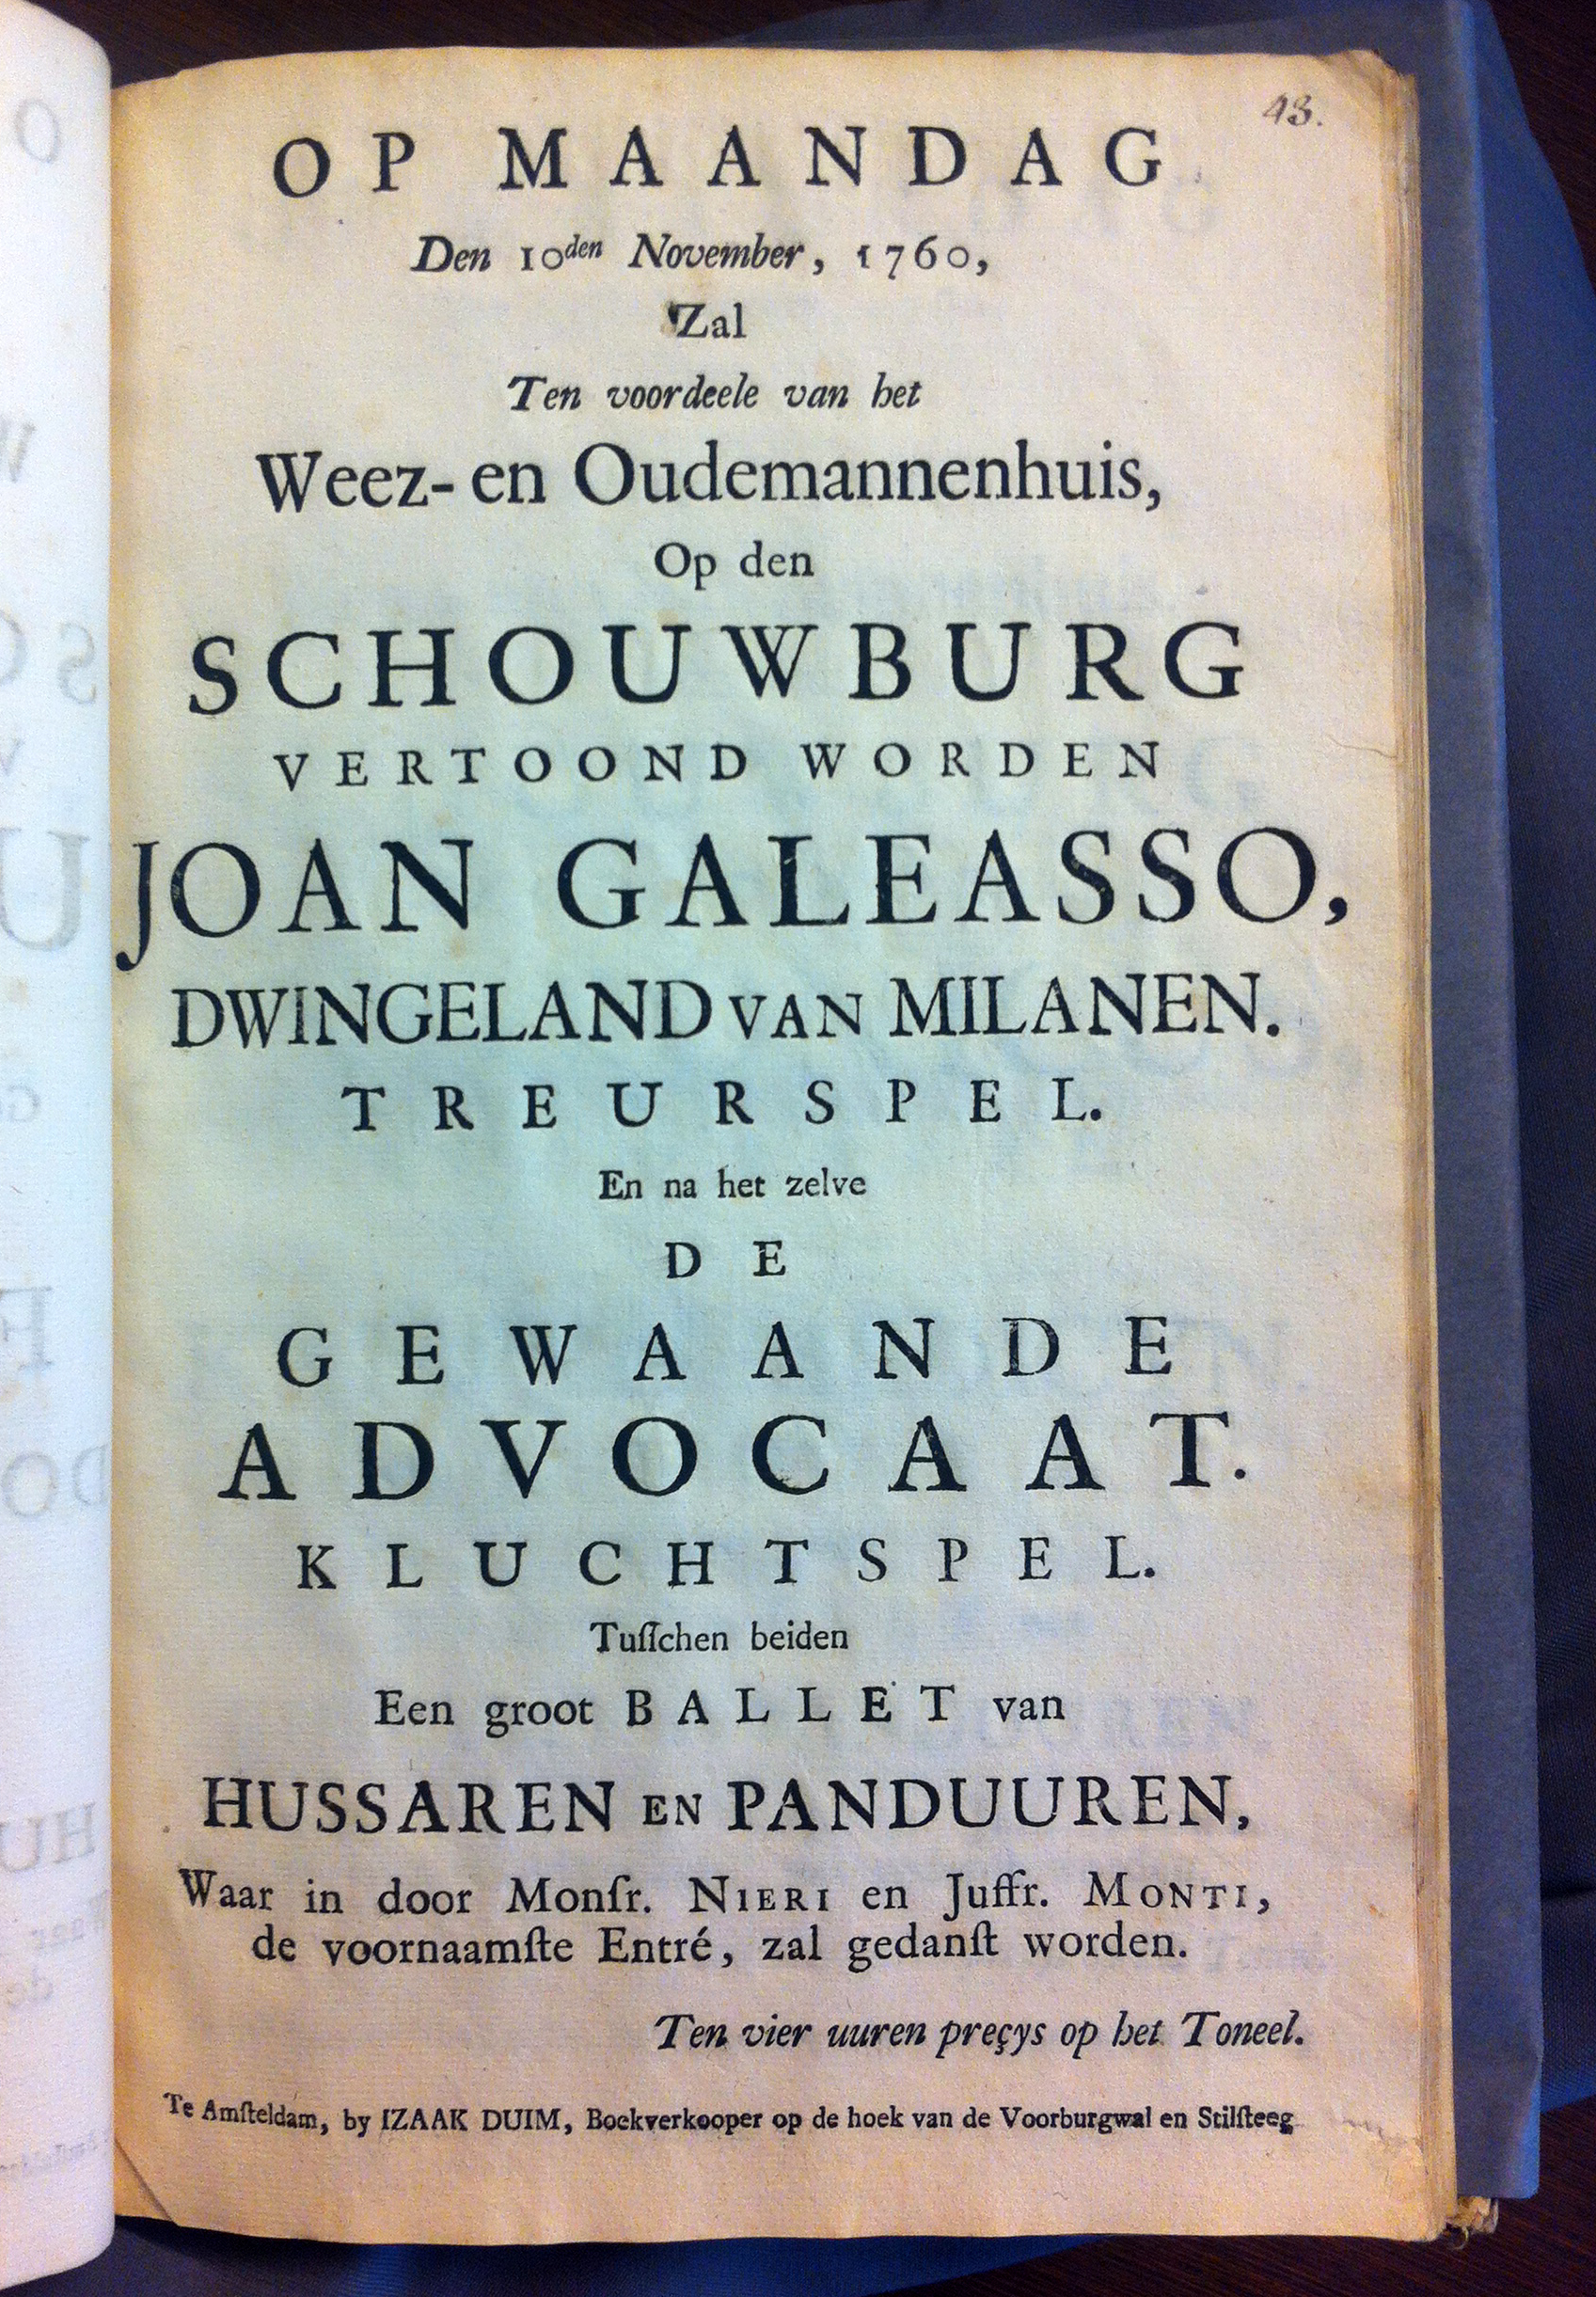 43.
OP MAANDAG
Den 10den November, 1760,
Zal
Ten voordeele van het
Weez- en Oudemannenhuis,
Op den
SCHOUWBURG
VERTOOND WORDEN
JOAN GALEASSO,
DWINGELAND VAN MILANEN.
TREURSPEL.
En na het zelve
DE
GEWAANDE
ADVOCAAT.
KLUCHTSPEL.
Tuſſchen beiden
Een groot BALLET van
HUSSAREN EN PANDUUREN,
Waar in door Monſr. NIERI en Juffr. MONTI,
de voornaamſte Entré, zal gedanſt worden.
Ten vier uuren preçys op het Toneel.
Te Amſteldam, by IZAAK DUIM, Boekverkooper op de hoek van de Voorburgwal en Stilſteeg